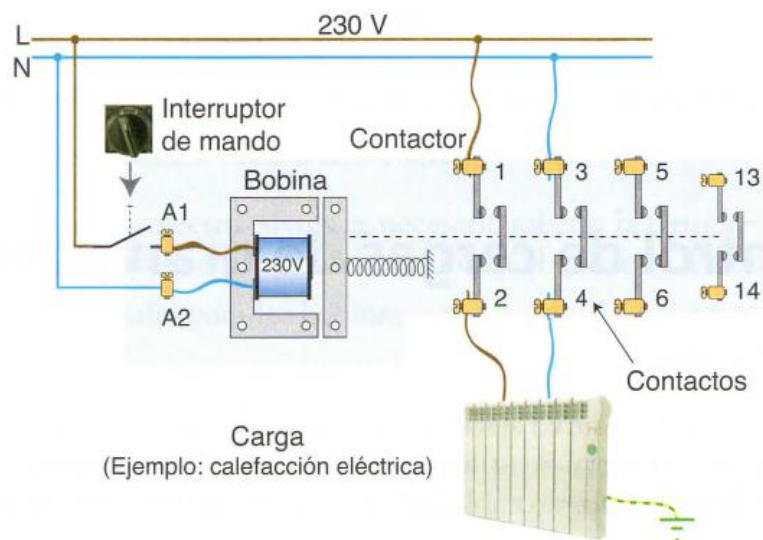 L
230 V
N
Interruptor
de mando
Contactor
A1
Bobina
1
3
5
13
230V
A2
2
4
6
14
Contactos
Carga
(Ejemplo: calefacción eléctrica)